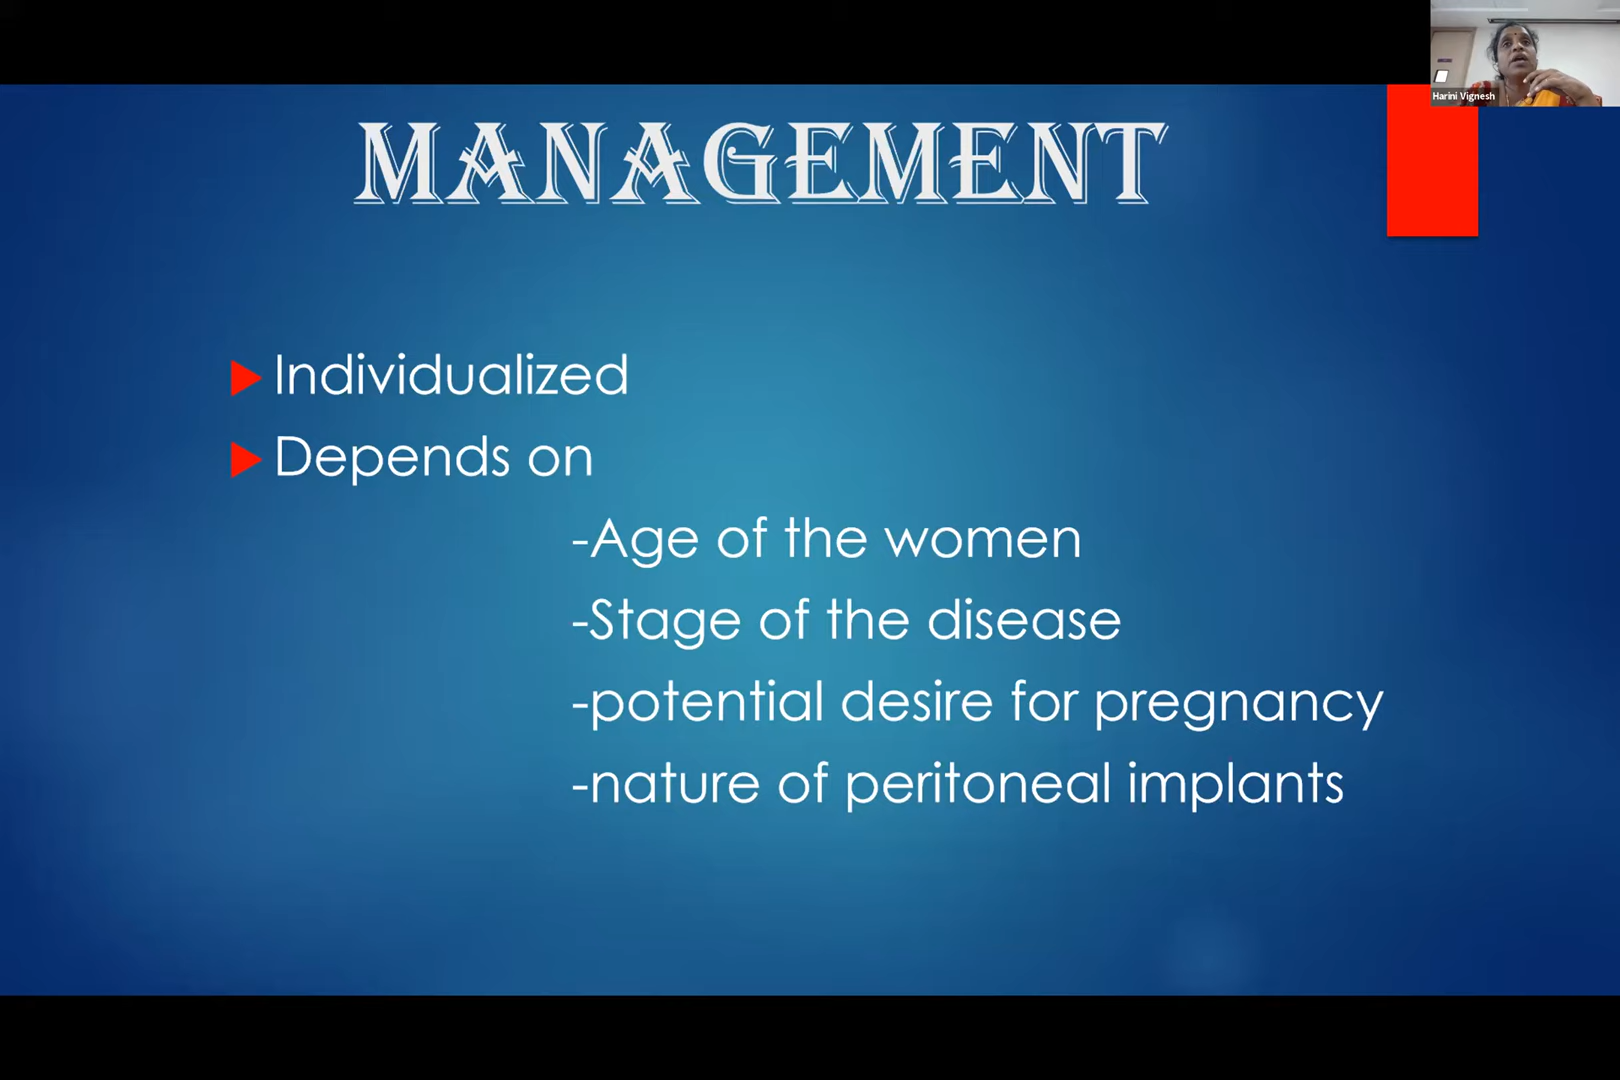 Harini Vignesh
MANAGEMENT
Individualized
Depends on
-Age of the women
-Stage of the disease
-potential desire for pregnancy
-nature of peritoneal implants